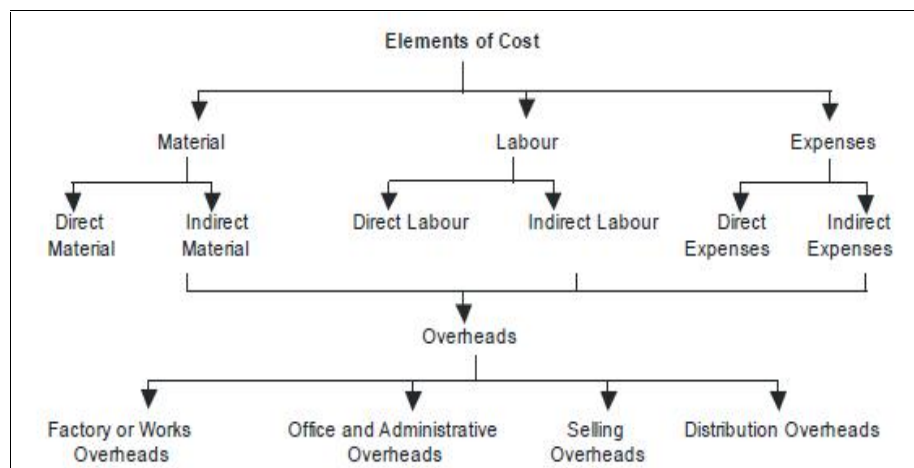 Elements of Cost
Material Labour Expenses
Direct Indirect Direct Labour Indirect Labour Direct Indirect
Material Material Expenses Expenses
Overheads
Factory or Works Office and Administrative Selling Distribution Overheads
Overheads Overheads Overheads